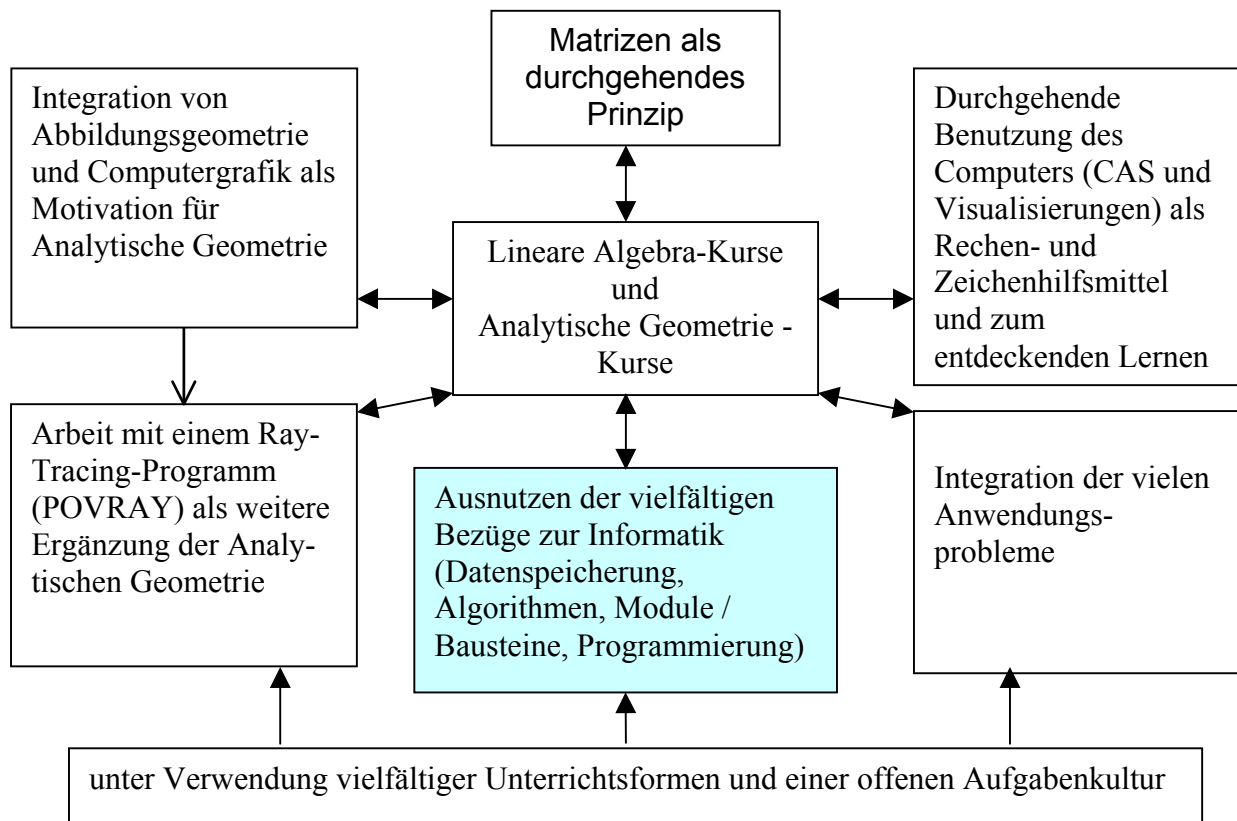 Matrizen als
durchgehendes
Prinzip
Integration von
Abbildungsgeometrie
und Computergrafik als
Motivation für
Analytische Geometrie
Durchgehende
Benutzung des
Computers (CAS und
Visualisierungen) als
Rechen- und
Zeichenhilfsmittel
und zum
entdeckenden Lernen
Lineare Algebra-Kurse
und
Analytische Geometrie -
Kurse
Arbeit mit einem Ray-
Tracing-Programm
(POVRAY) als weitere
Ergänzung der Analy-
tischen Geometrie
Ausnutzen der vielfältigen
Bezüge zur Informatik
(Datenspeicherung,
Algorithmen, Module /
Bausteine, Programmierung)
Integration der vielen
Anwendungs-
probleme
unter Verwendung vielfältiger Unterrichtsformen und einer offenen Aufgabenkultur